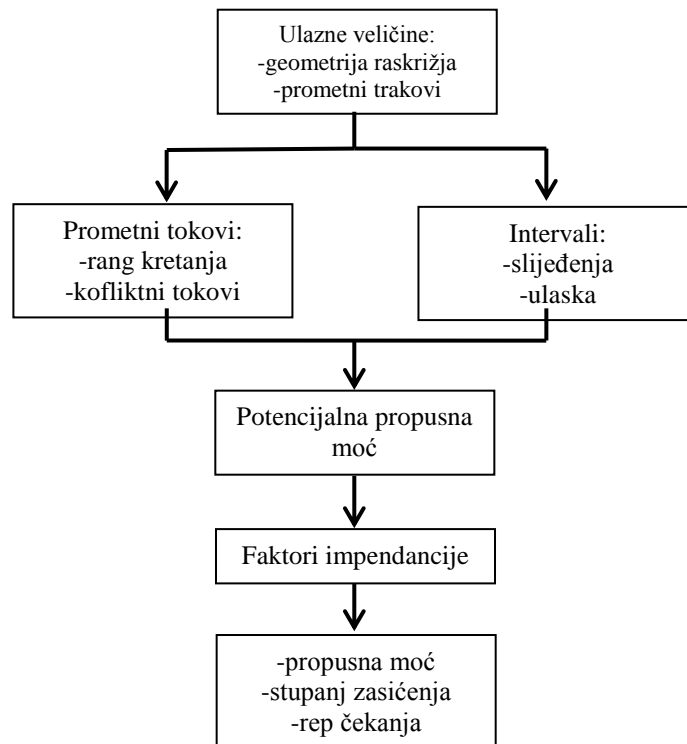 Ulazne veličine:
-geometrija raskrižja
-prometni trakovi
Prometni tokovi:
-rang kretanja
-kofliktni tokovi
Intervali:
-slijeđenja
-ulaska
Potencijalna propusna
moć
Faktori impendancije
-propusna moć
-stupanj zasićenja
-rep čekanja